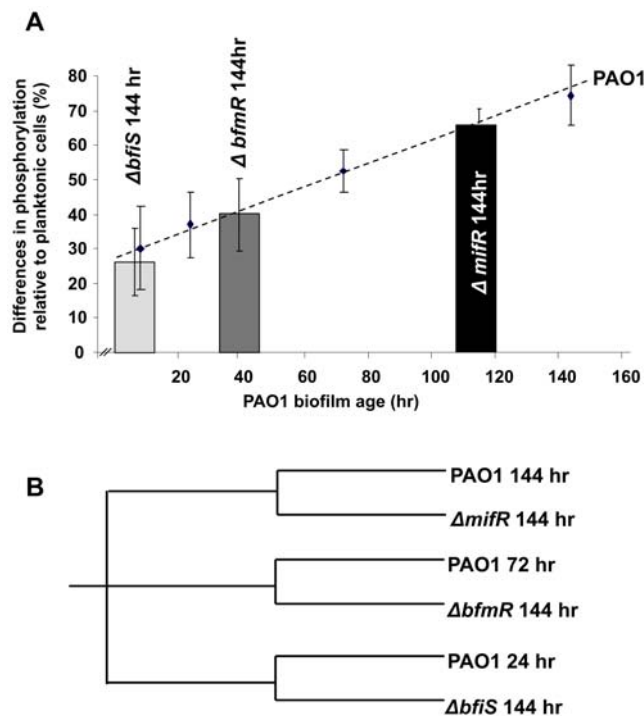 A
Differences in phosphorylation
relative to planktonic cells (%)
80
70
60
50
40
30
20
10
0
ΔbfiS 144 hr
Δ bfmR 144hr
Δ mifR 144hr
PAO1
20 40 60 80 100 120 140 160
PAO1 biofilm age (hr)
B
PAO1 144 hr
ΔmifR 144 hr
PAO1 72 hr
ΔbfmR 144 hr
PAO1 24 hr
ΔbfiS 144 hr